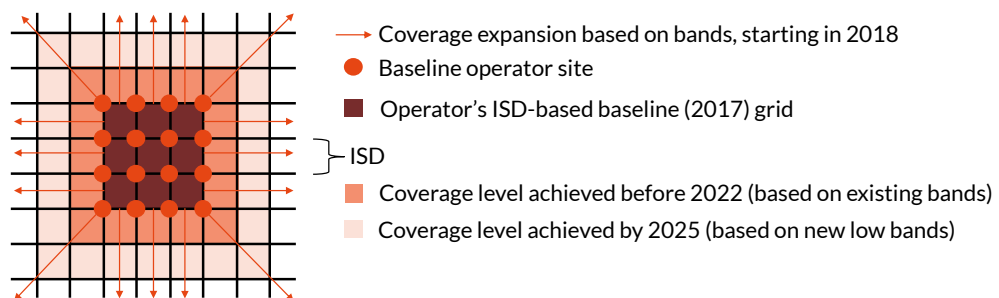 Coverage expansion based on bands, starting in 2018
Baseline operator site
Operator’s ISD-based baseline (2017) grid
ISD
Coverage level achieved before 2022 (based on existing bands)
Coverage level achieved by 2025 (based on new low bands)